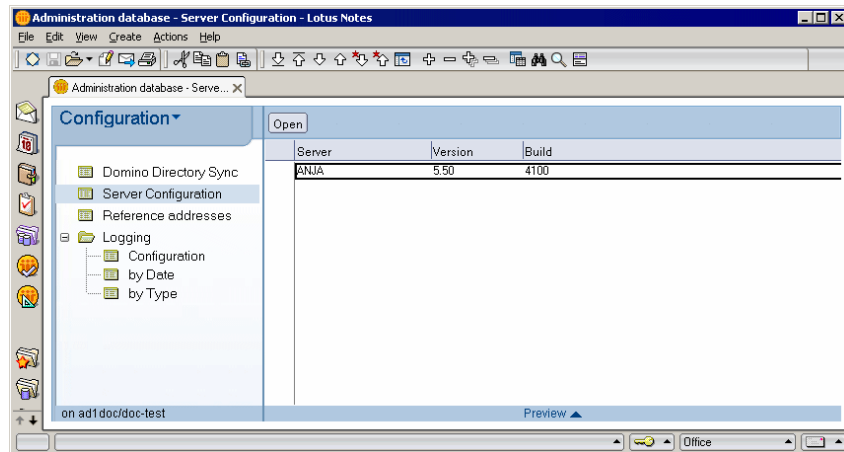 Administration database - Server Configuration - Lotus Notes
File Edit View Create Actions Help
Administration database - Serve...
Configuration
Open
Server Version Build
ANJA 5.50 4100
Domino Directory Sync
Server Configuration
Reference addresses
Logging
Configuration
by Date
by Type
18
on ad1doc/doc-test
Preview
Office